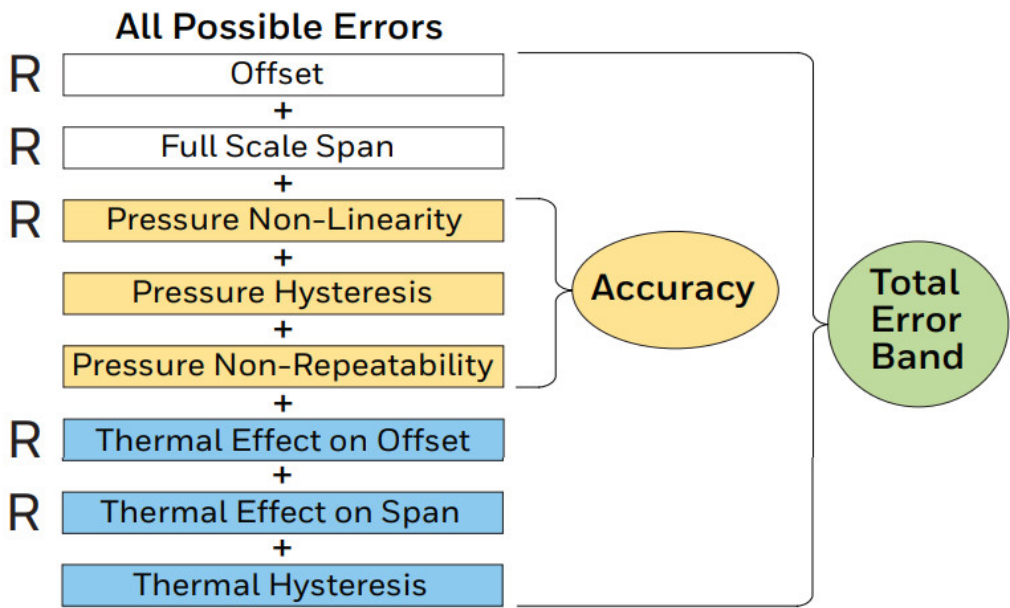 All Possible Errors
R Offset
+
R Full Scale Span
+
R Pressure Non-Linearity
+
Pressure Hysteresis
+
Pressure Non-Repeatability
+
R Thermal Effect on Offset
+
R Thermal Effect on Span
+
Thermal Hysteresis
Accuracy
Total
Error
Band